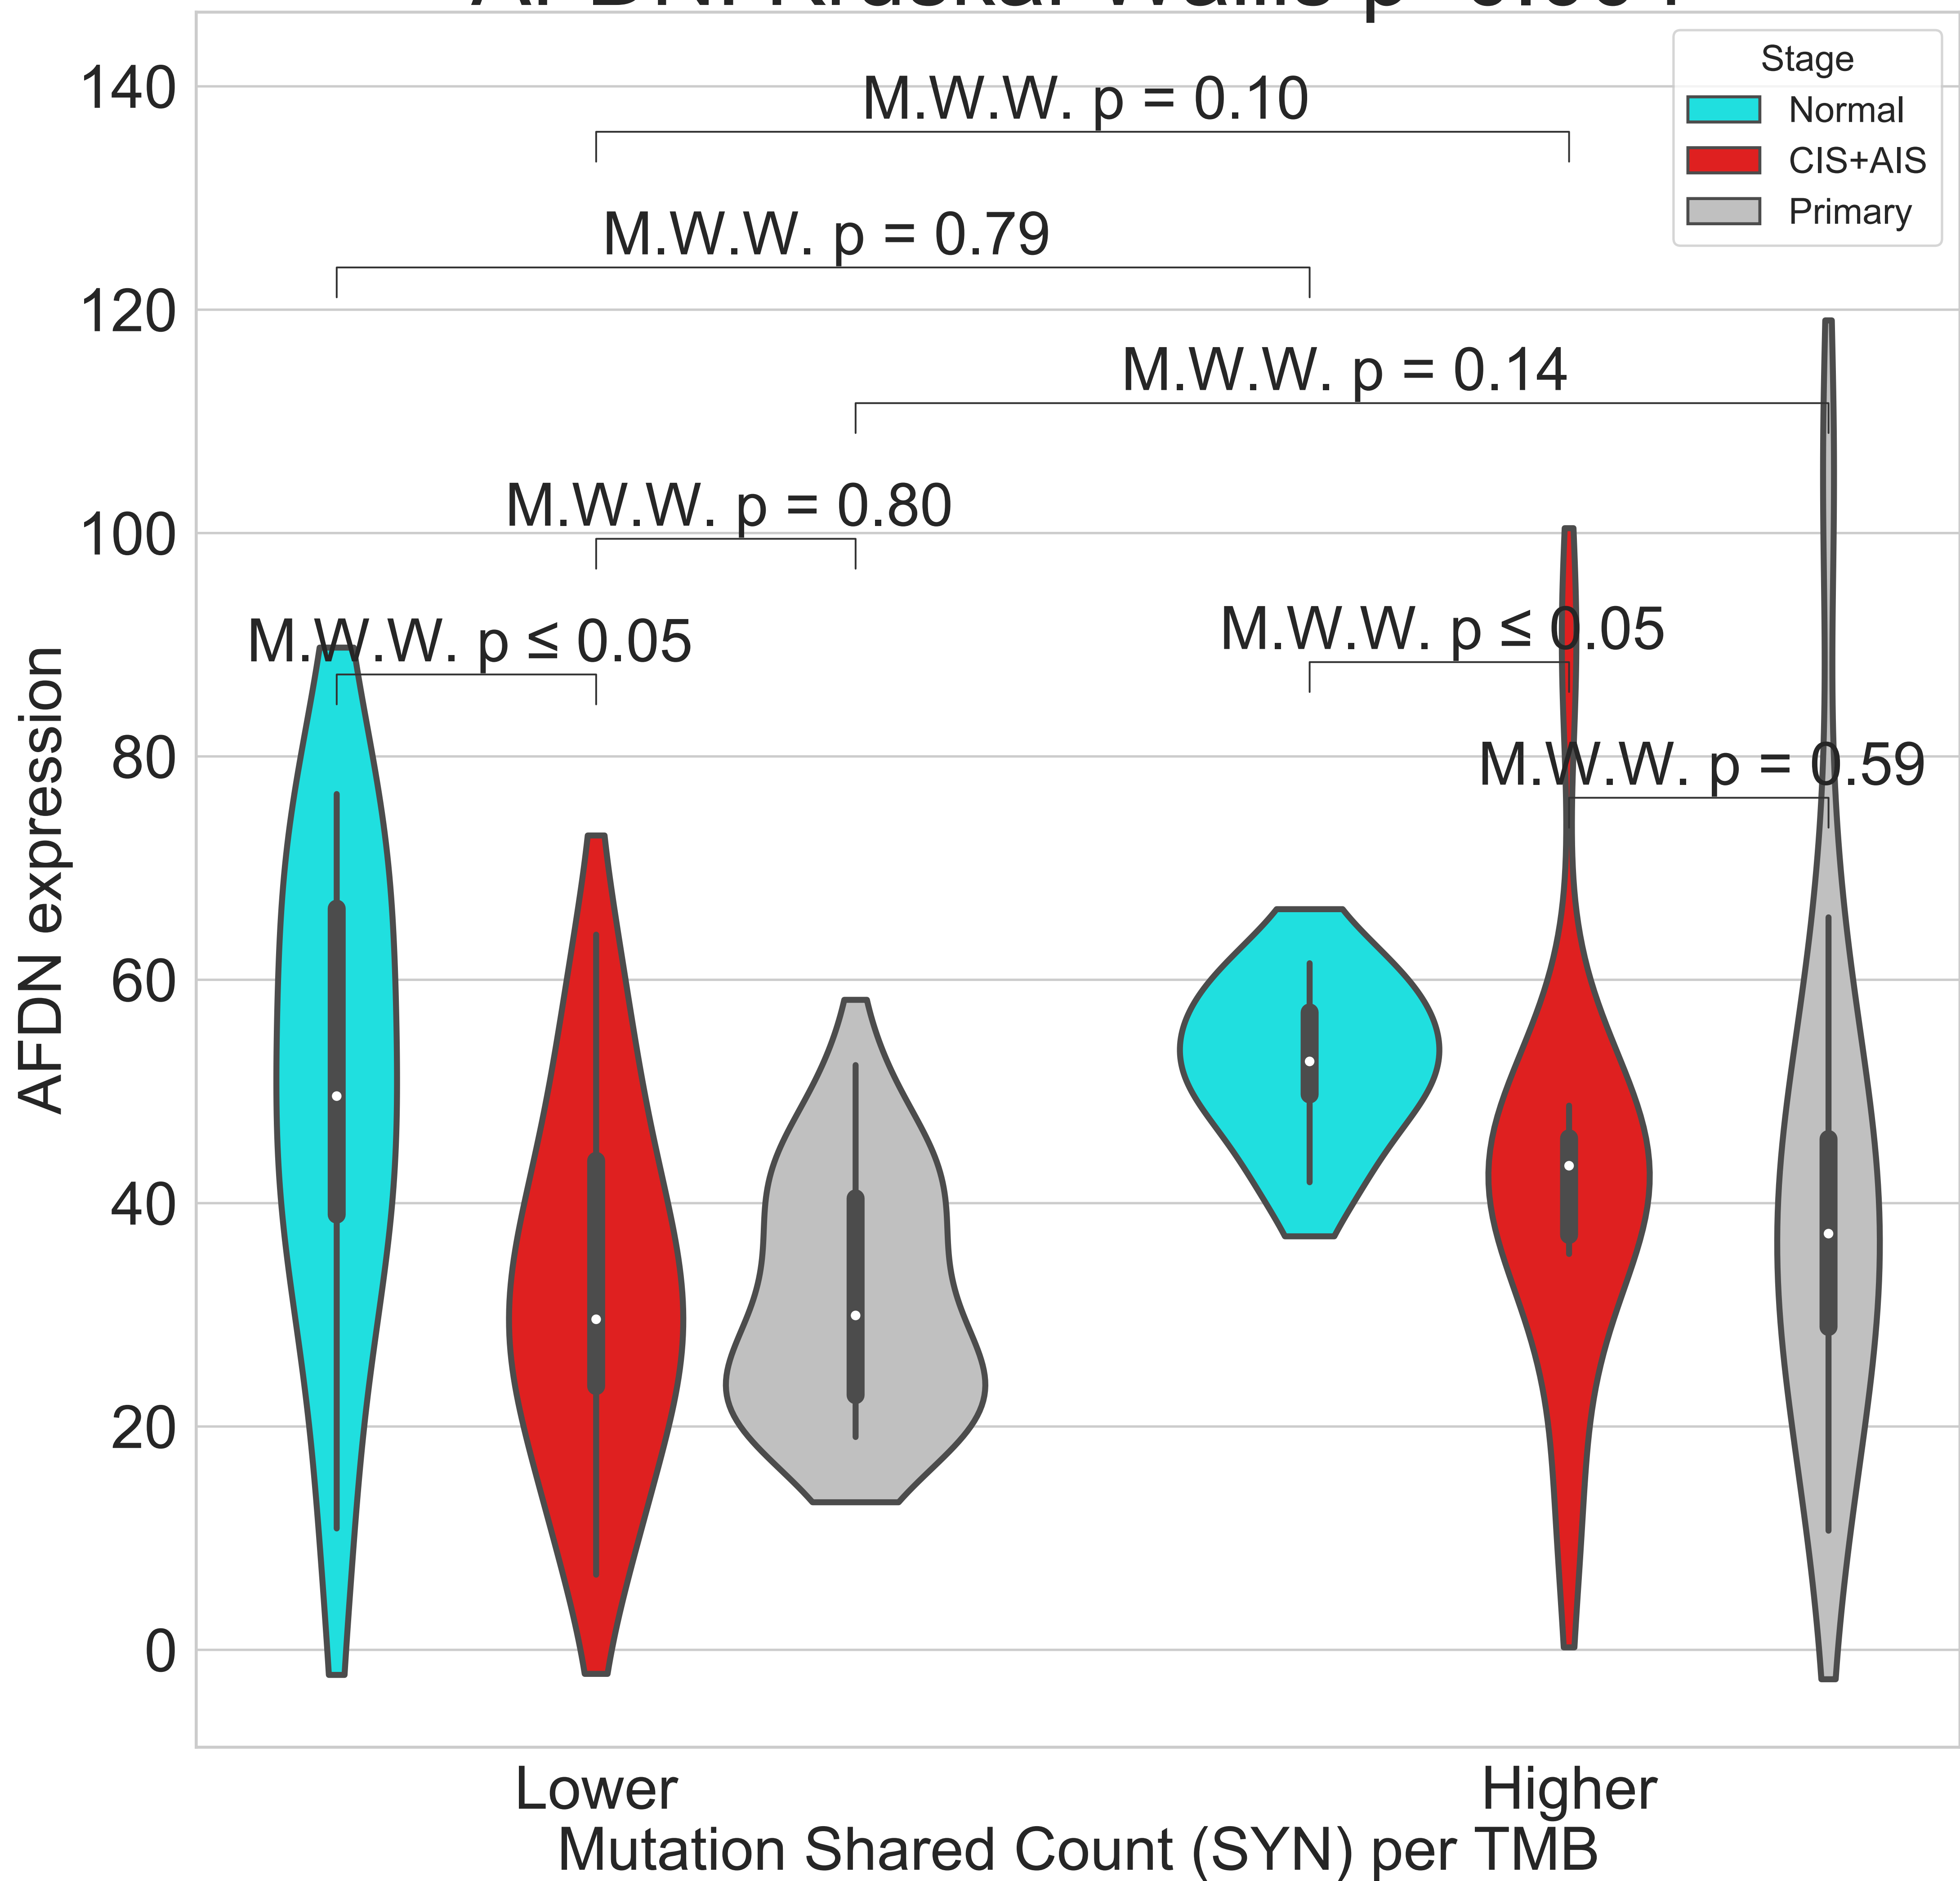 Stage
Normal
CIS+AIS
Primary
140
120
100
80
60
40
20
0
AFDN expression
M.W.W. p = 0.10
M.W.W. p = 0.79
M.W.W. p = 0.14
M.W.W. p = 0.80
M.W.W. p ≤ 0.05
M.W.W. p ≤ 0.05
M.W.W. p = 0.59
Lower
Higher
Mutation Shared Count (SYN) per TMB